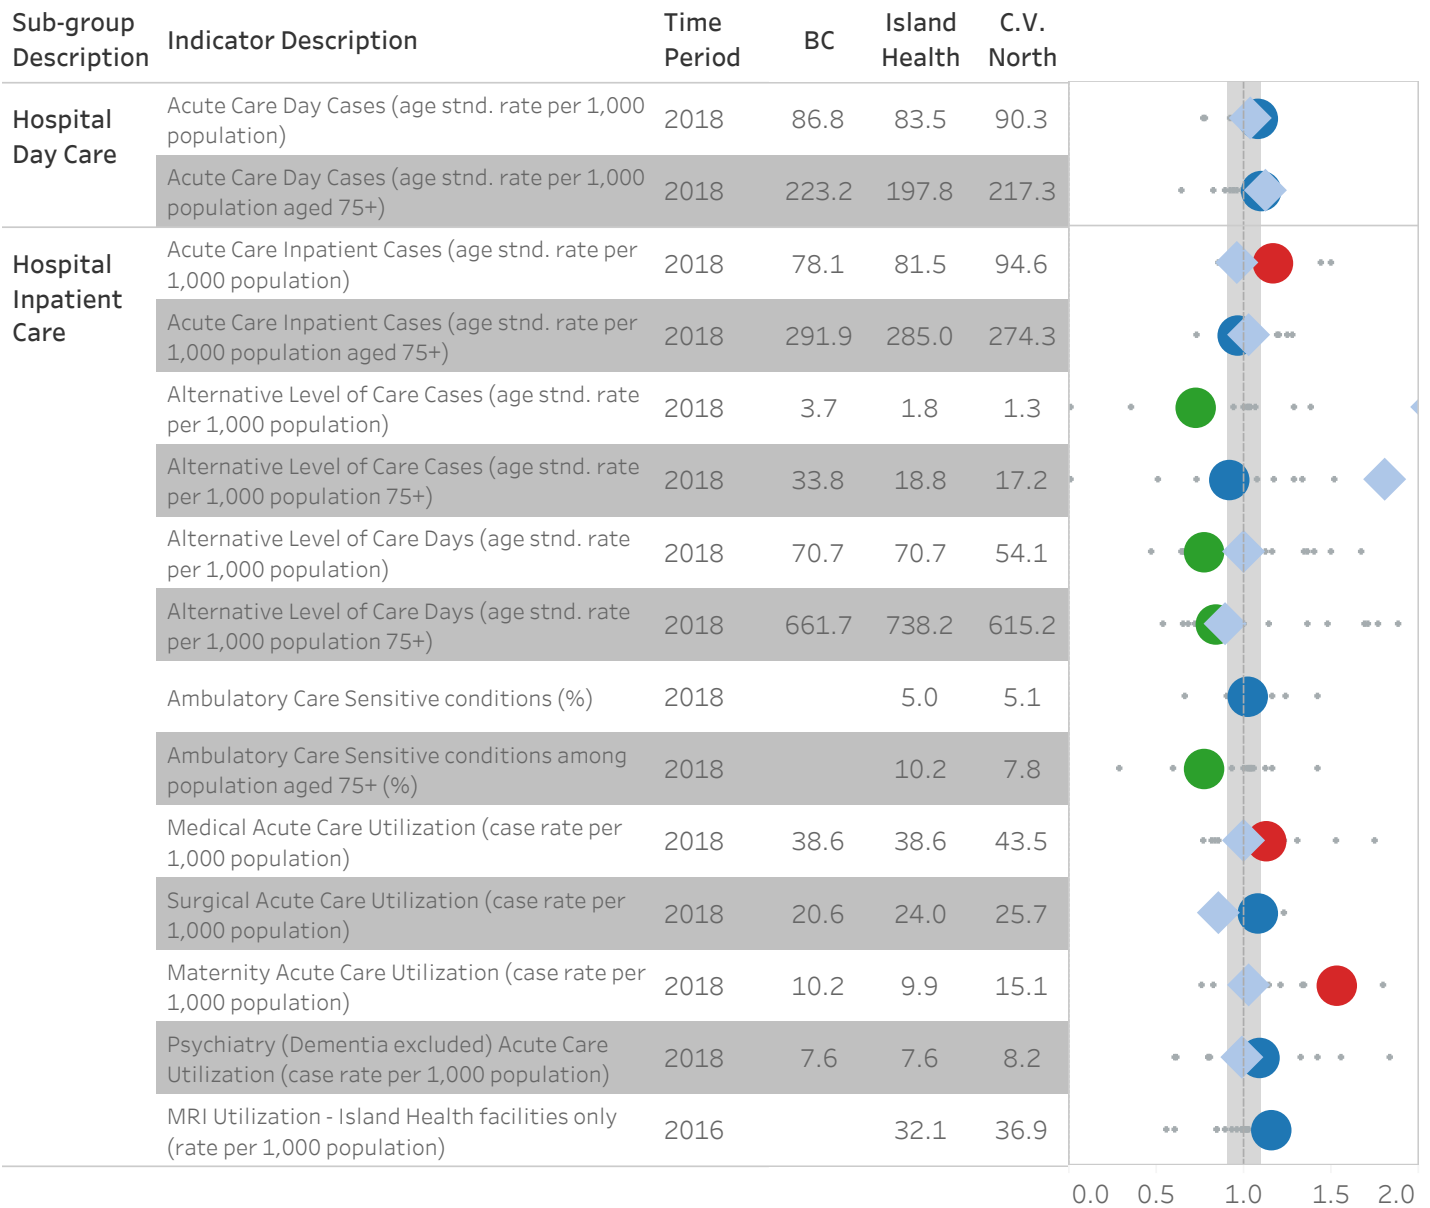 Sub-group Description Indicator Description Time Period BC Island Health C.V. North
Hospital Day Care
Acute Care Day Cases (age stnd. rate per 1,000
population) 2018 86.8 83.5 90.3
Acute Care Day Cases (age stnd. rate per 1,000
population aged 75+) 2018 223.2 197.8 217.3
Hospital Inpatient Care
Acute Care Inpatient Cases (age stnd. rate per
1,000 population) 2018 78.1 81.5 94.6
Acute Care Inpatient Cases (age stnd. rate per
1,000 population aged 75+) 2018 291.9 285.0 274.3
Alternative Level of Care Cases (age stnd. rate
per 1,000 population) 2018 3.7 1.8 1.3
Alternative Level of Care Cases (age stnd. rate
per 1,000 population 75+) 2018 33.8 18.8 17.2
Alternative Level of Care Days (age stnd. rate
per 1,000 population) 2018 70.7 70.7 54.1
Alternative Level of Care Days (age stnd. rate
per 1,000 population 75+) 2018 661.7 738.2 615.2
Ambulatory Care Sensitive conditions (%) 2018 5.0 5.1
Ambulatory Care Sensitive conditions among
population aged 75+ (%) 2018 10.2 7.8
Medical Acute Care Utilization (case rate per
1,000 population) 2018 38.6 38.6 43.5
Surgical Acute Care Utilization (case rate per
1,000 population) 2018 20.6 24.0 25.7
Maternity Acute Care Utilization (case rate per
1,000 population) 2018 10.2 9.9 15.1
Psychiatry (Dementia excluded) Acute Care
Utilization (case rate per 1,000 population) 2018 7.6 7.6 8.2
MRI Utilization - Island Health facilities only
(rate per 1,000 population) 2016 32.1 36.9
0.0 0.5 1.0 1.5 2.0